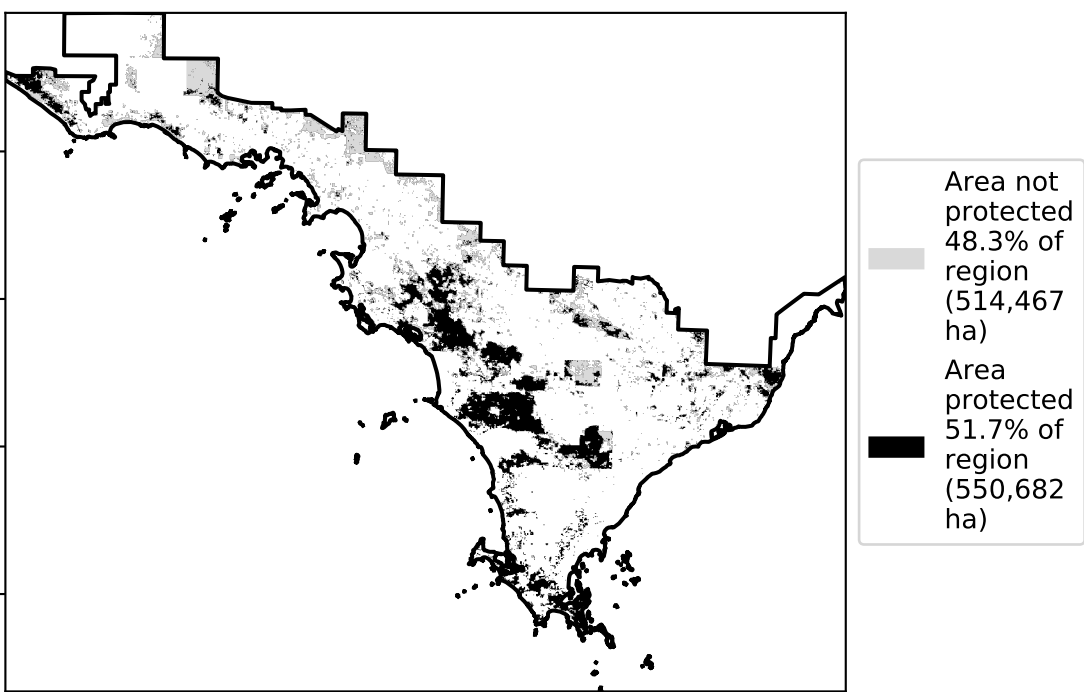 Area not
protected
48.3% of
region
(514,467
ha)
Area
protected
51.7% of
region
(550,682
ha)